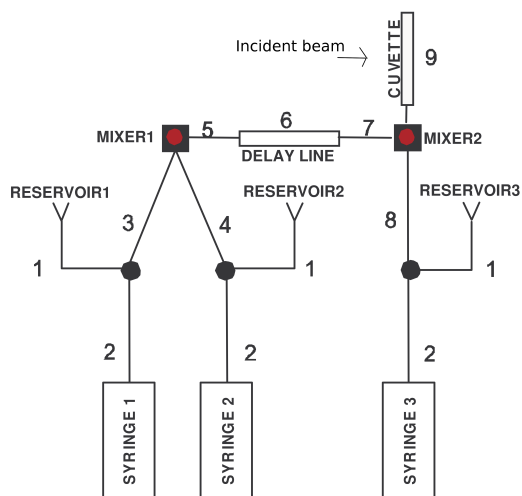 Incident beam
CUVETTE
9
MIXER1
5
6
7
MIXER2
DELAY LINE
RESERVOIR1
RESERVOIR2
RESERVOIR3
3
4
8
1
1
1
2
2
2
SYRINGE 1
SYRINGE 2
SYRINGE 3